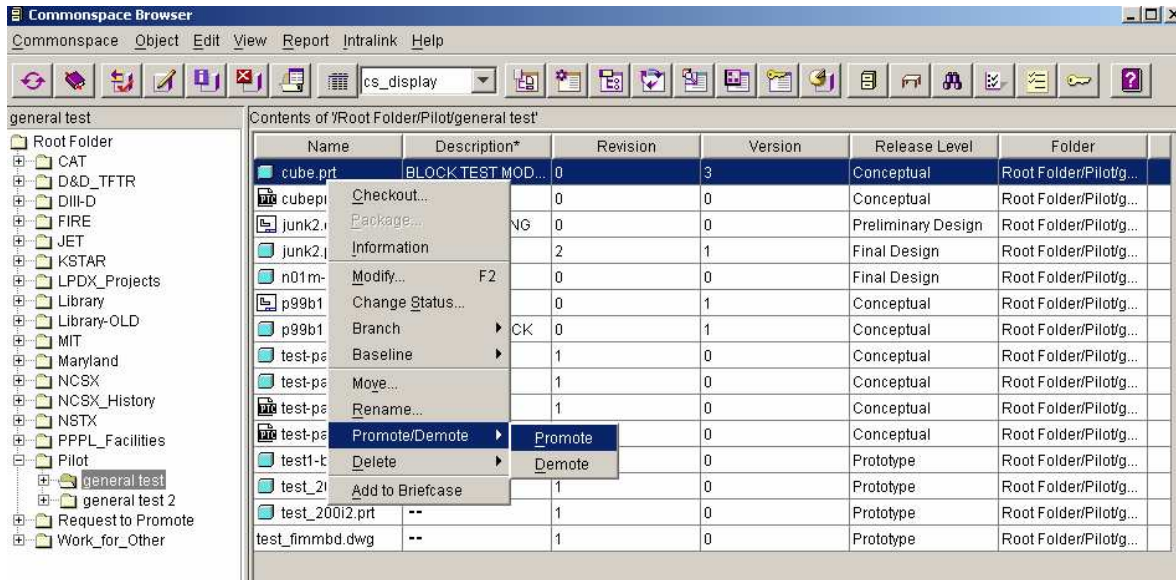 Commonspace Browser
Commonspace Object Edit View Report Intralink Help
cs_display
general test
Contents of '/Root Folder/Pilot/general test'
Root Folder
CAT
D&D_TFTR
DIII-D
FIRE
JET
KSTAR
LPDX_Projects
Library
Library-OLD
MIT
Maryland
NCSX
NCSX_History
NSTX
PPPL_Facilities
Pilot
general test
general test 2
Request to Promote
Work_for_Other
Name Description* Revision Version Release Level Folder
cube.prt BLOCK TEST MOD... 0 3 Conceptual Root Folder/Pilot/g...
cubepr 0 0 Conceptual Root Folder/Pilot/g...
junk2. NG 0 0 Preliminary Design Root Folder/Pilot/g...
junk2. 2 1 Final Design Root Folder/Pilot/g...
n01m- 0 0 Final Design Root Folder/Pilot/g...
p99b1 0 1 Conceptual Root Folder/Pilot/g...
p99b1 CK 0 1 Conceptual Root Folder/Pilot/g...
test-pa 1 0 Conceptual Root Folder/Pilot/g...
test-pa 1 0 Conceptual Root Folder/Pilot/g...
test-pa 1 0 Conceptual Root Folder/Pilot/g...
test-pa 0 Conceptual Root Folder/Pilot/g...
test1-b 0 Prototype Root Folder/Pilot/g...
test_20 1 0 Prototype Root Folder/Pilot/g...
test_200i2.prt -- 1 0 Prototype Root Folder/Pilot/g...
test_fimmbd.dwg -- 1 0 Prototype Root Folder/Pilot/g...
Checkout...
Package...
Information
Modify... F2
Change Status...
Branch
Baseline
Move...
Rename...
Promote/Demote
Delete
Add to Briefcase
Promote
Demote